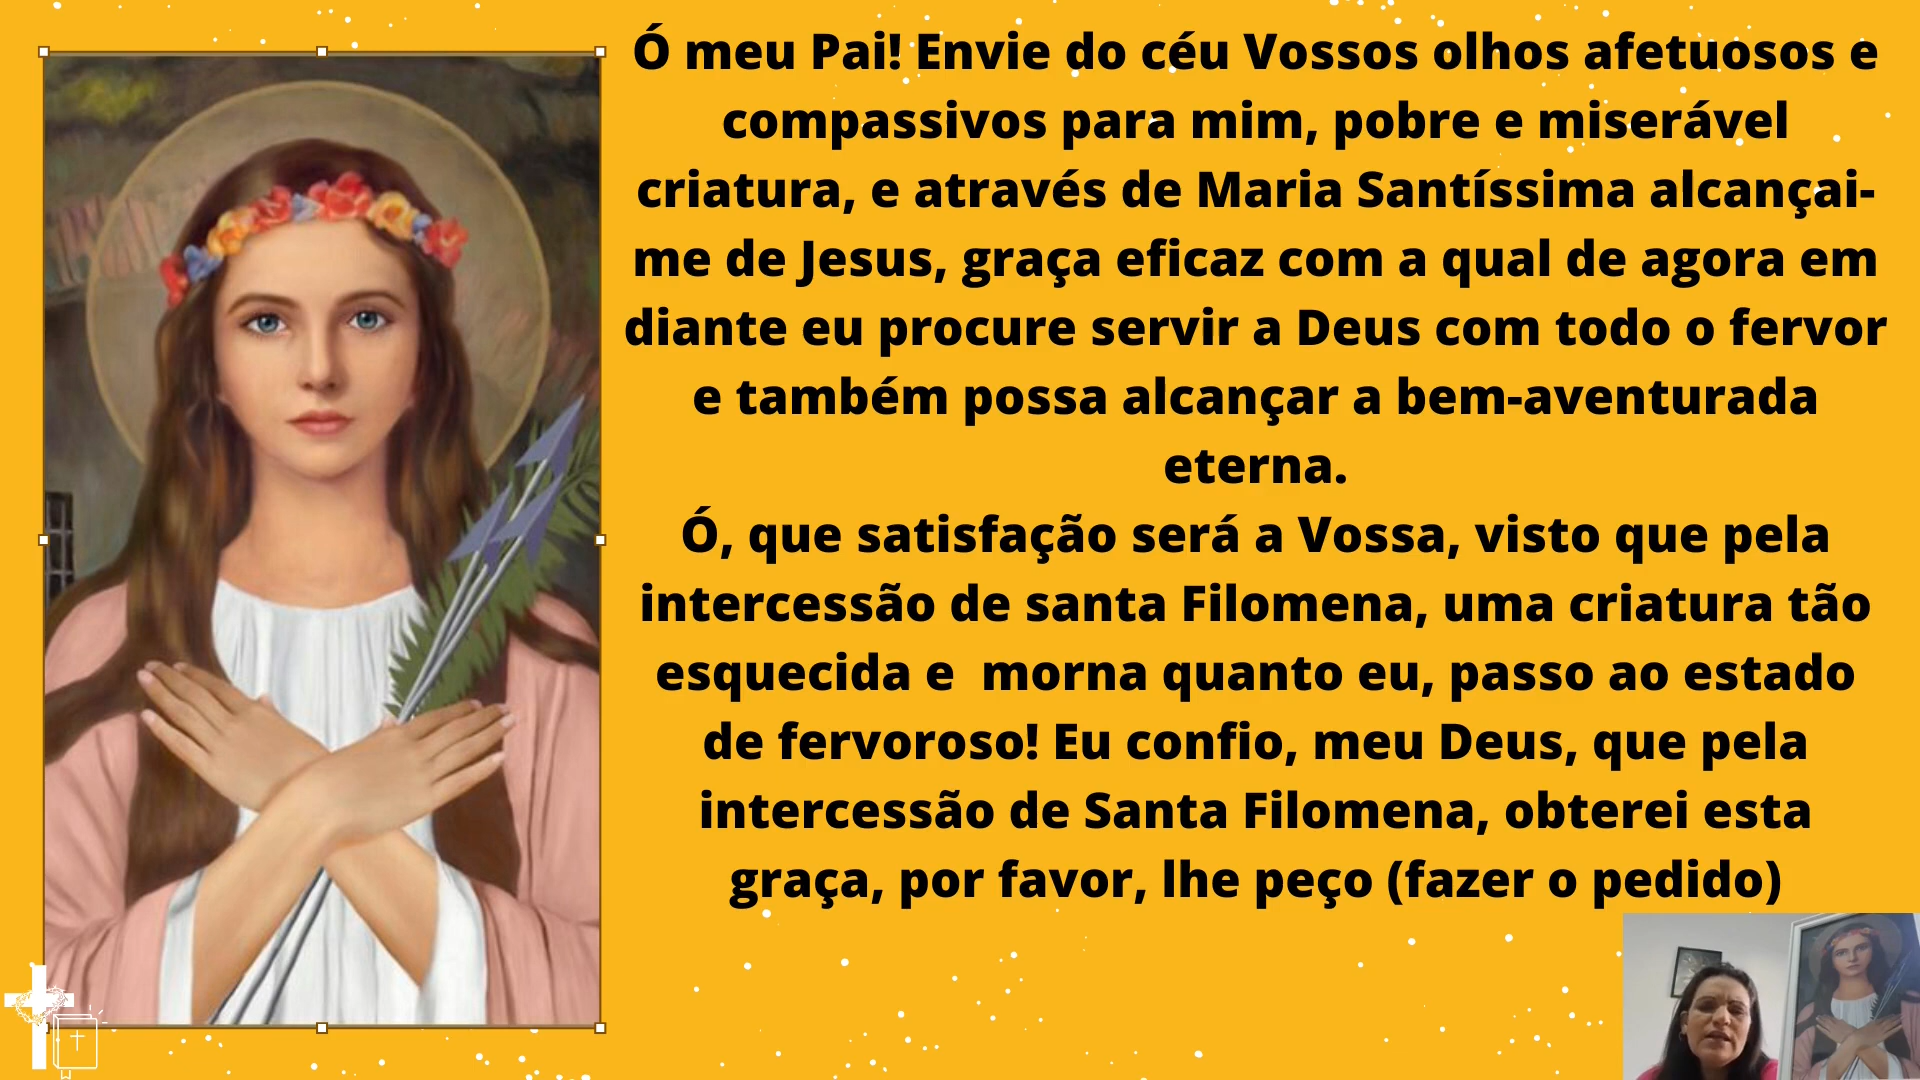 Ó meu Pai! Envie do céu Vossos olhos afetuosos e
compassivos para mim, pobre e miserável
criatura, e através de Maria Santíssima alcançai-
me de Jesus, graça eficaz com a qual de agora em
diante eu procure servir a Deus com todo o fervor
e também possa alcançar a bem-aventurada
eterna.
Ó, que satisfação será a Vossa, visto que pela
intercessão de santa Filomena, uma criatura tão
esquecida e  morna quanto eu, passo ao estado
de fervoroso! Eu confio, meu Deus, que pela
intercessão de Santa Filomena, obterei esta
graça, por favor, lhe peço (fazer o pedido)